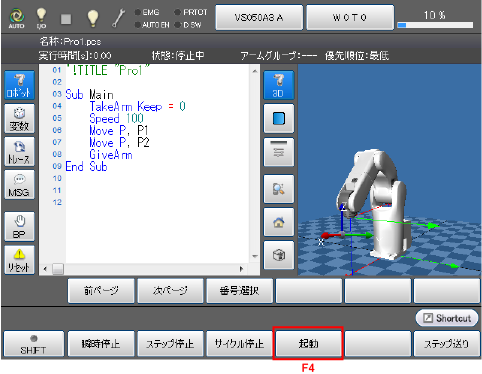 AUTO I/O EMG PRTOT AUTO EN D SW VS050A3 A W 0 T 0 10 %
名称:Pro1.pcs
実行時間[s]:0.00 状態:停止中 アームグループ:--- 優先順位:最低
ロボット
変数
トレース
MSG
BP
リセット
01 '!TITLE "Pro1"
02
03 Sub Main
04 TakeArm Keep = 0
05 Speed 100
06 Move P, P1
07 Move P, P2
08 GiveArm
09 End Sub
10
11
12
3D
Z
X
前ページ 次ページ 番号選択
Shortcut
SHIFT 瞬時停止 ステップ停止 サイクル停止 起動 ステップ送り
F4